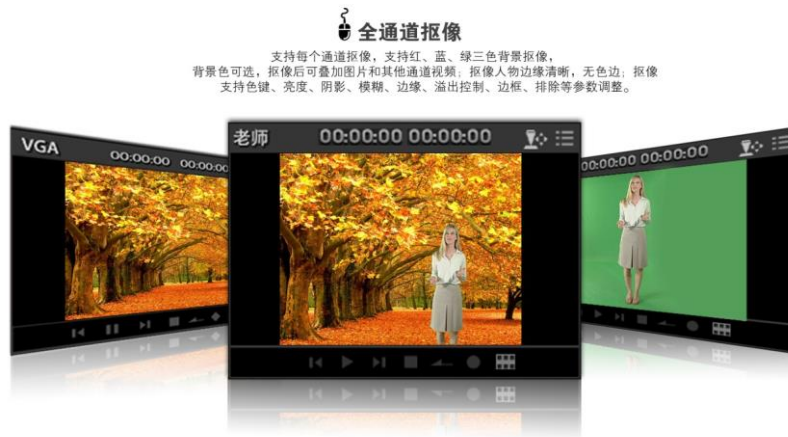 全通道抠像
支持每个通道抠像，支持红、蓝、绿三色背景抠像，
背景色可选，抠像后可叠加图片和其他通道视频；抠像人物边缘清晰，无色边；抠像
支持色键、亮度、阴影、模糊、边缘、溢出控制、边框、排除等参数调整。
VGA 00:00:00 00:00:00
老师 00:00:00 00:00:00
00:00:00 00:00:00